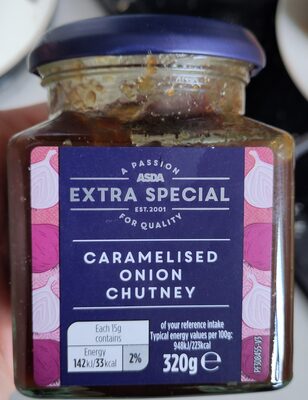 A PASSION
ASDA
EXTRA SPECIAL
EST.2001
FOR QUALITY
CARAMELISED
ONION
CHUTNEY
Each 15g
contains
Energy
142kJ/33kcal
2%
of your reference intake
Typical energy values per 100g:
948kJ/223kcal
320g e